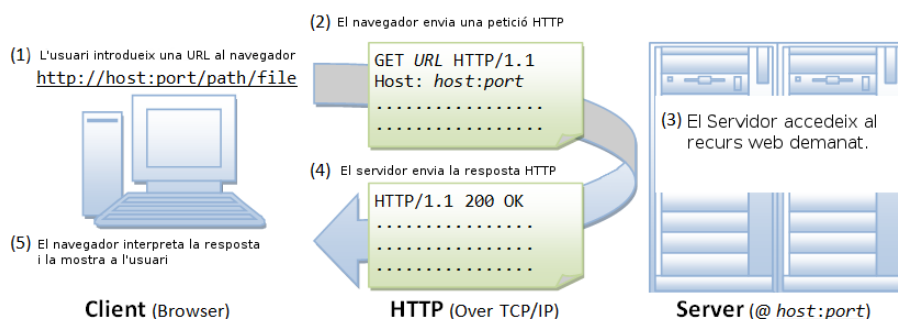 (1) L'usuari introdueix una URL al navegador
http://host:port/path/file
(2) El navegador envia una petició HTTP
GET URL HTTP/1.1
Host: host:port
.................
.................
(3) El Servidor accedeix al
recurs web demanat.
(4) El servidor envia la resposta HTTP
HTTP/1.1 200 OK
................
................
................
(5) El navegador interpreta la resposta
i la mostra a l'usuari
Client (Browser)
HTTP (Over TCP/IP)
Server (@ host:port)